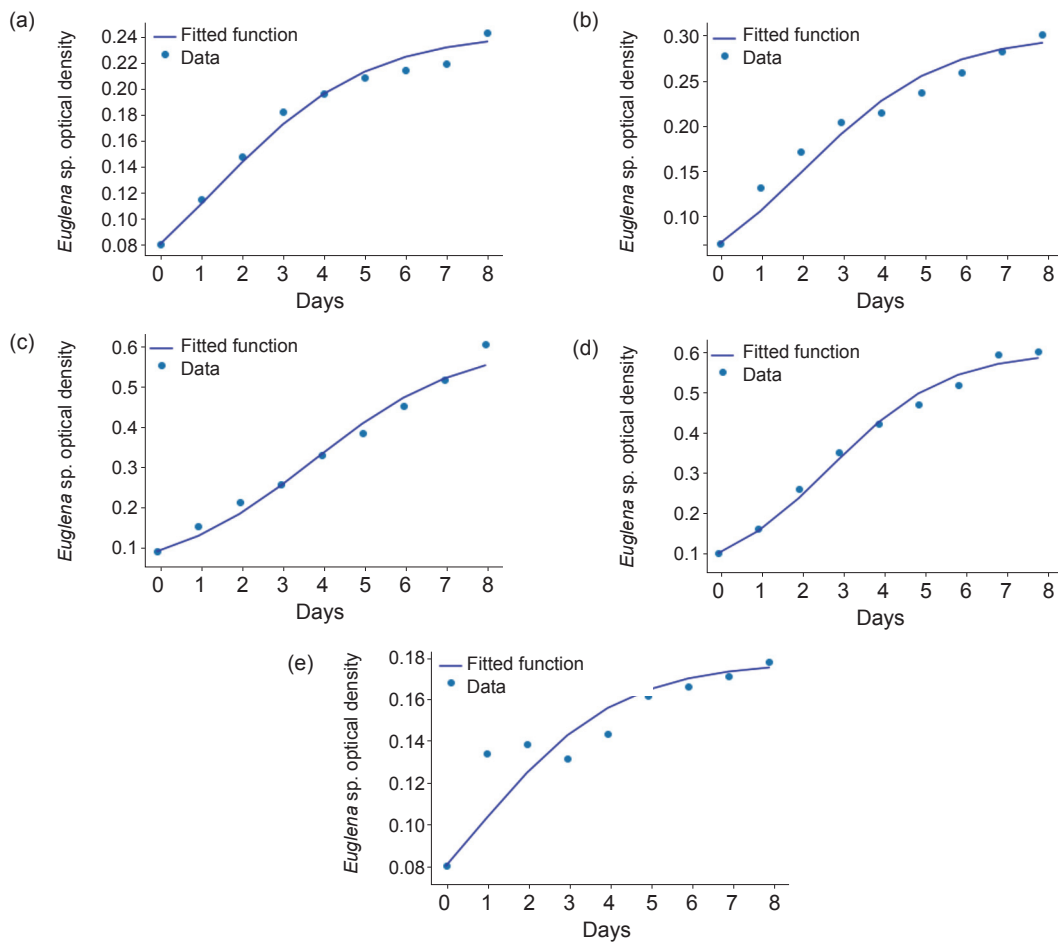 (a)
Euglena sp. optical density
0.24
0.22
0.20
0.18
0.16
0.14
0.12
0.10
0.08
Fitted function
Data
0 1 2 3 4 5 6 7 8
Days
(b)
Euglena sp. optical density
0.30
0.25
0.20
0.15
0.10
Fitted function
Data
0 1 2 3 4 5 6 7 8
Days
(c)
Euglena sp. optical density
0.6
0.5
0.4
0.3
0.2
0.1
Fitted function
Data
0 1 2 3 4 5 6 7 8
Days
(d)
Euglena sp. optical density
0.6
0.5
0.4
0.3
0.2
0.1
Fitted function
Data
0 1 2 3 4 5 6 7 8
Days
(e)
Euglena sp. optical density
0.18
0.16
0.14
0.12
0.10
0.08
Fitted function
Data
0 1 2 3 4 5 6 7 8
Days